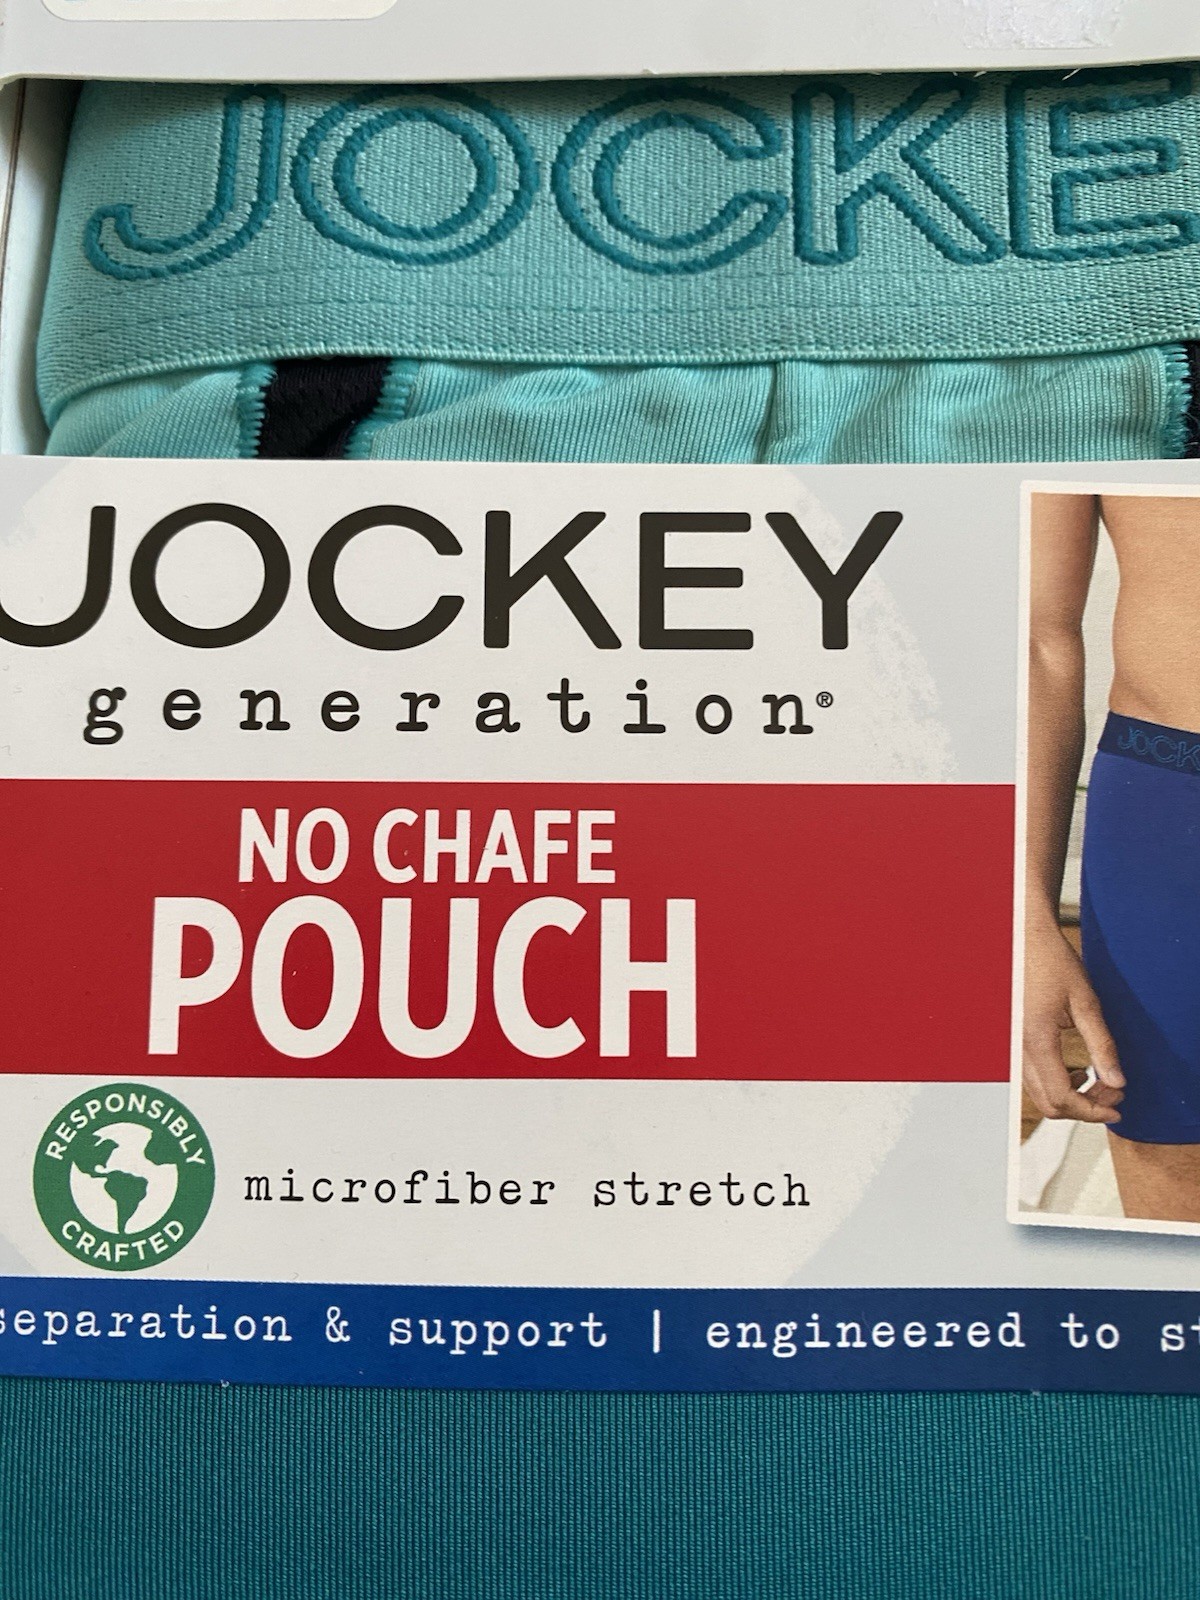 JOCKE
JOCKEY
generation®
NO CHAFE
POUCH
RESPONSIBLY
CRAFTED
microfiber stretch
separation & support | engineered to st
JOCK